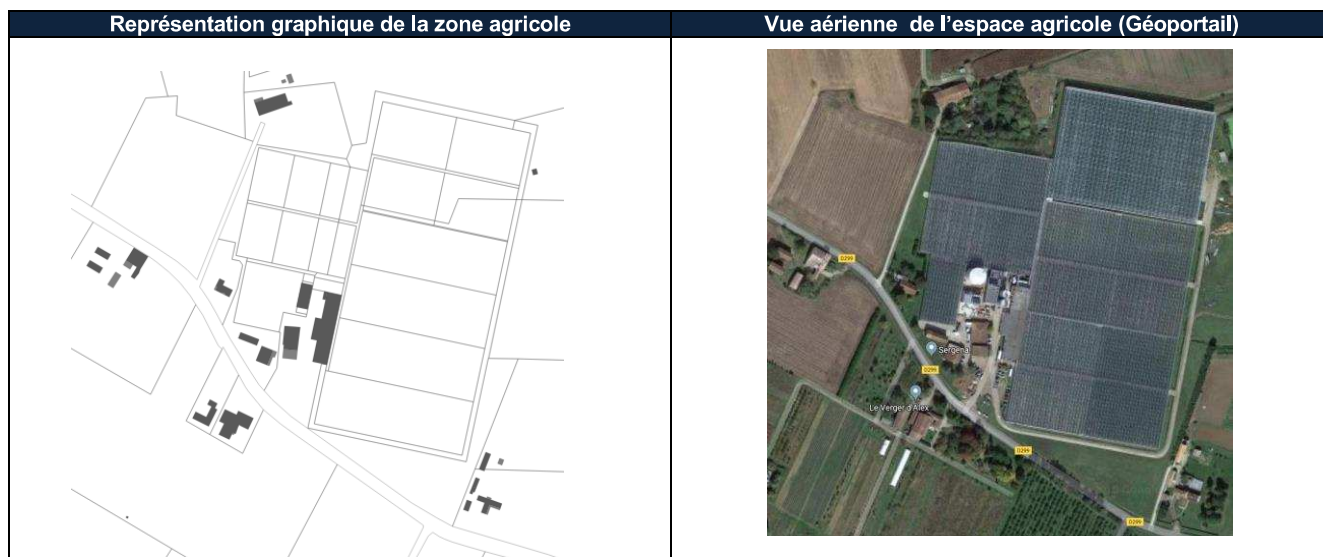 Représentation graphique de la zone agricole
Vue aérienne de l’espace agricole (Géoportail)
D299
Sergena
D299
Le Verger d'Alex
D299
D299